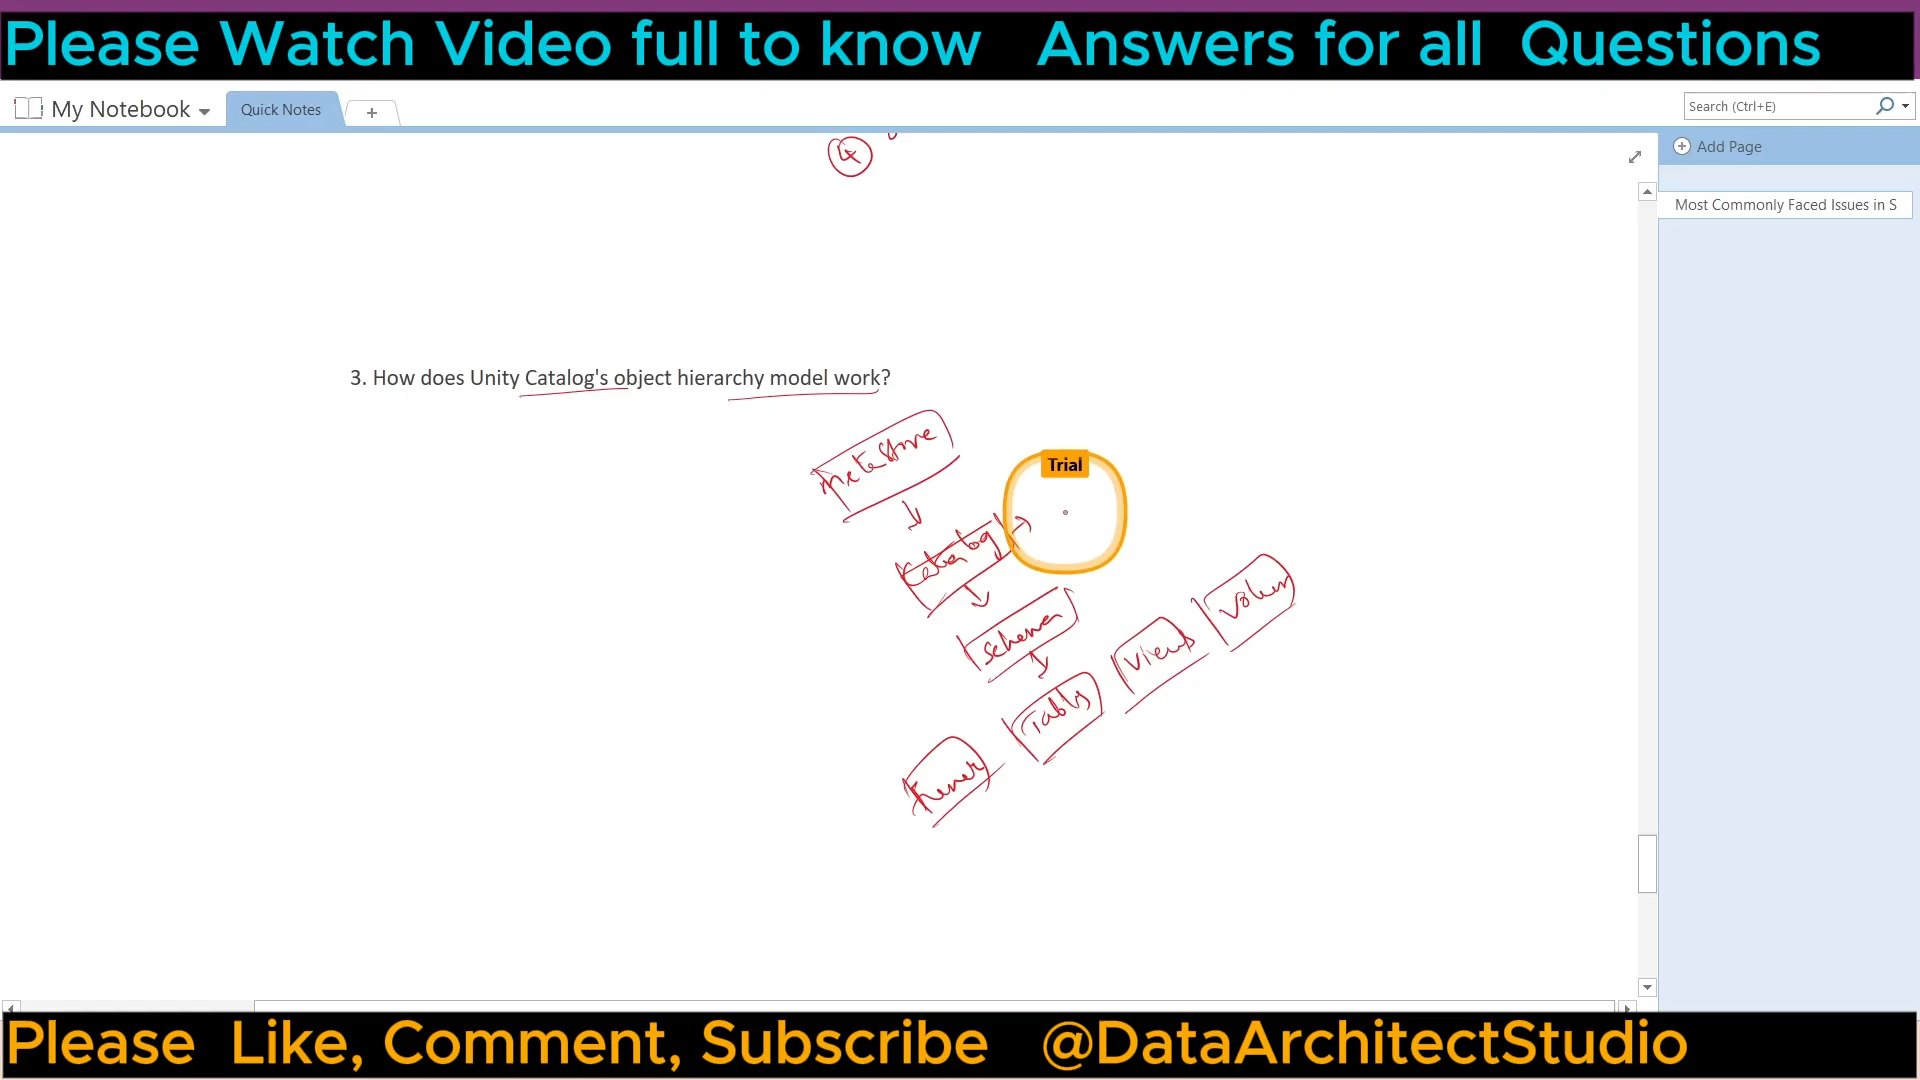 Please Watch Video full to know Answers for all Questions
My Notebook
Quick Notes
+
Search (Ctrl+E)
Add Page
4
Most Commonly Faced Issues in S
3. How does Unity Catalog's object hierarchy model work?
metastore
Trial
Catalog
Schema
Volum
Views
Tables
Please Like, Comment, Subscribe @DataArchitectStudio